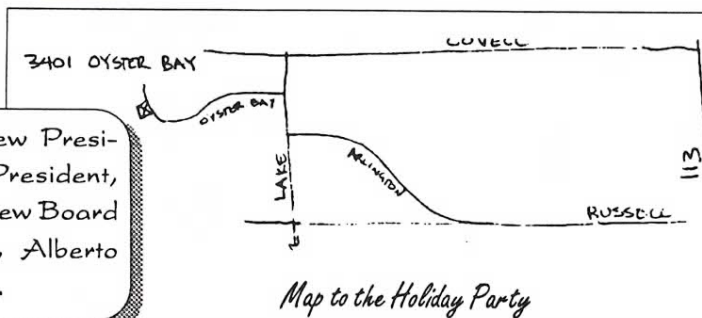 COVELL
3401 OYSTER BAY
OYSTER BAY
LAKE
ARLINGTON
113
RUSSELL
ew Presi-
President,
ew Board
, Alberto
.
Map to the Holiday Party